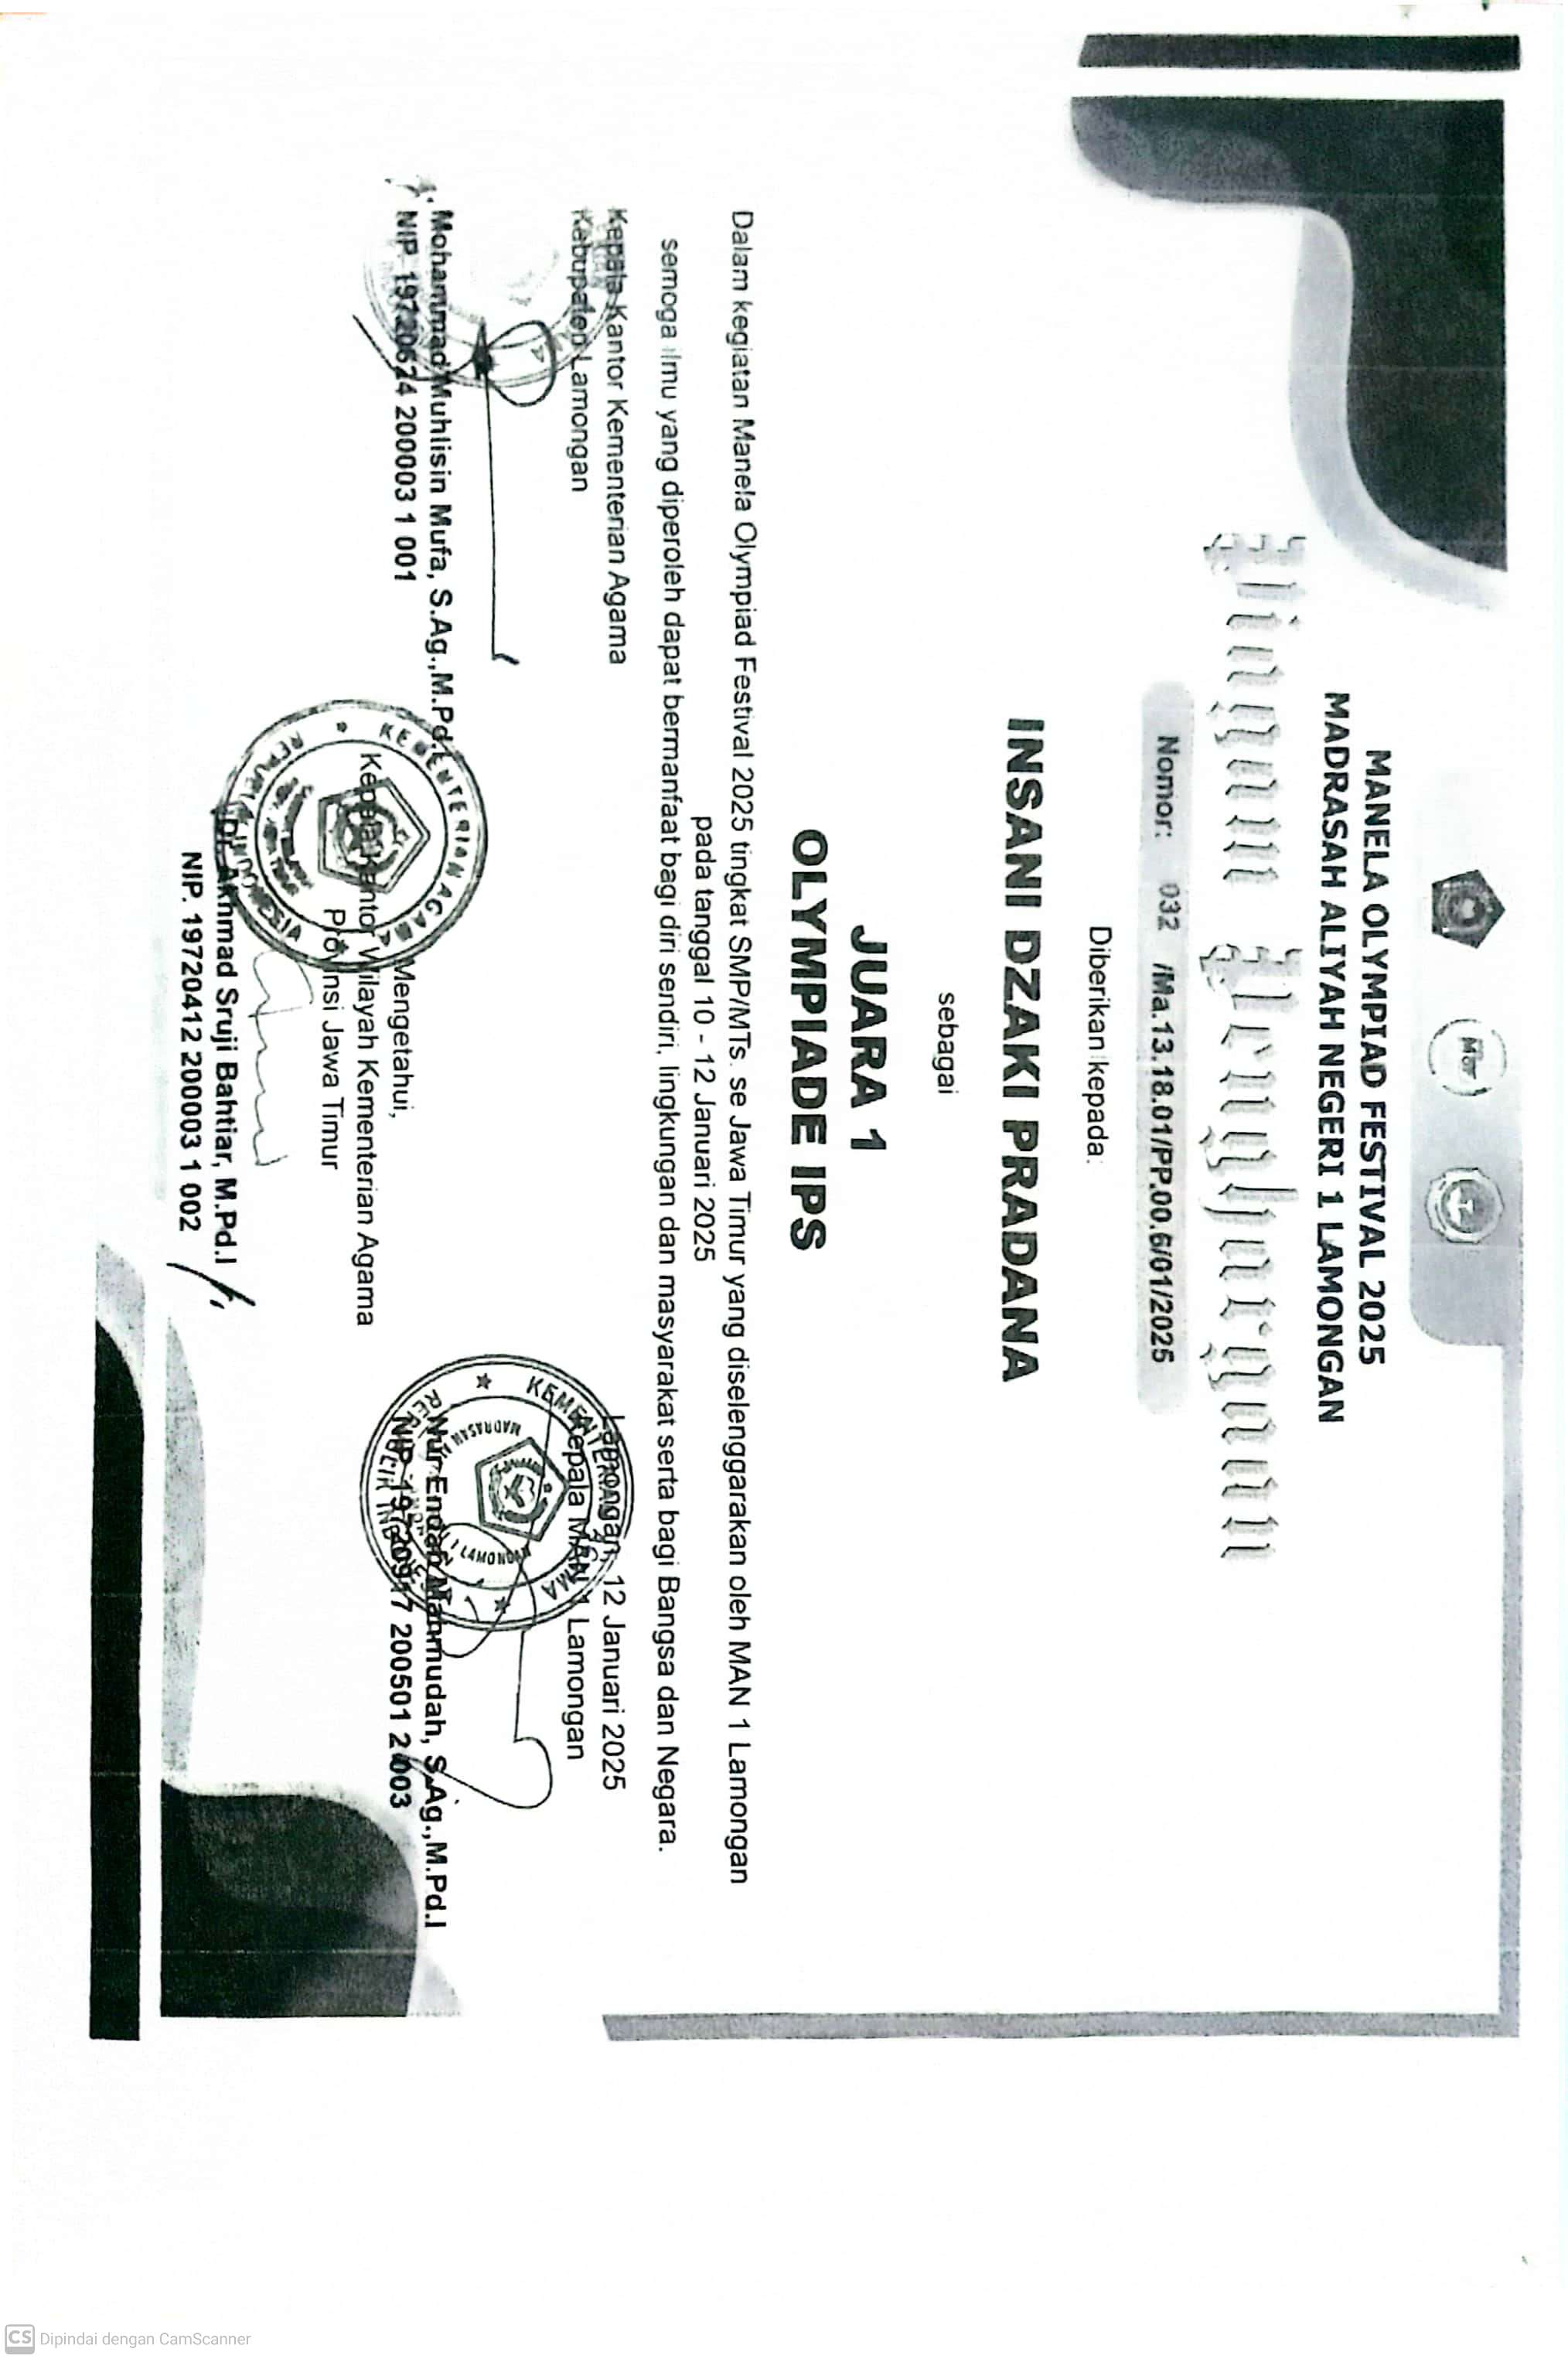 MANELA OLYMPIAD FESTIVAL 2025
MADRASAH ALIYAH NEGERI 1 LAMONGAN
Piagam Penghargaan
Nomor: 032 /Ma.13.18.01/PP.00.6/01/2025
Diberikan kepada:
INSANI DZAKI PRADANA
sebagai
JUARA 1
OLYMPIADE IPS
Dalam kegiatan Manela Olympiad Festival 2025 tingkat SMP/MTs. se Jawa Timur yang diselenggarakan oleh MAN 1 Lamongan
pada tanggal 10 - 12 Januari 2025
semoga ilmu yang diperoleh dapat bermanfaat bagi diri sendiri, lingkungan dan masyarakat serta bagi Bangsa dan Negara.
Kepala Kantor Kementerian Agama
Kabupaten Lamongan
Mohammad Muhlisin Mufa, S.Ag.,M.Pd.I
NIP. 19720624 200003 1 001
Lamongan, 12 Januari 2025
Kepala MAN 1 Lamongan
Nur Endah Mahmudah, S.Ag.,M.Pd.I
200501 2 003
Mengetahui,
Kepala Kantor Wilayah Kementerian Agama
Provinsi Jawa Timur
Dr. Akhmad Sruji Bahtiar, M.Pd.I
NIP. 19720412 200003 1 002
KEMENTERIAN AGAMA
REPUBLIK INDONESIA
KEMENTERIAN AGAMA
REPUBLIK INDONESIA
CS Dipindai dengan CamScanner